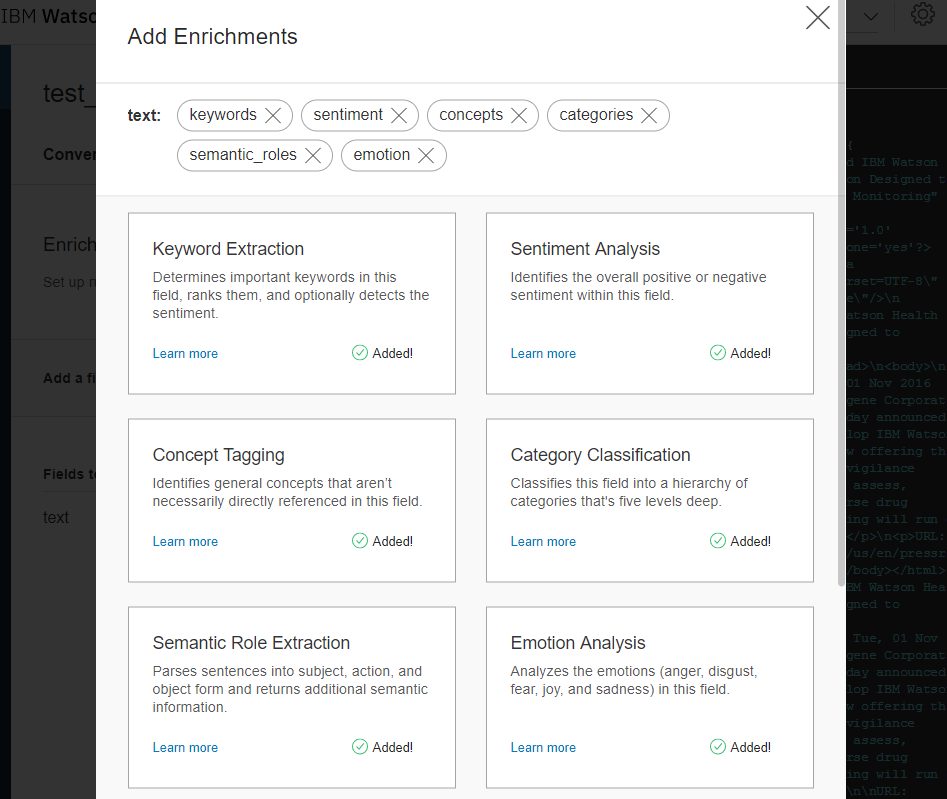 IBM Watso
Add Enrichments
test_
text: keywords sentiment concepts categories
semantic_roles emotion
Conver
Enrich
Set up
Add a fi
Fields to
text
Keyword Extraction
Determines important keywords in this
field, ranks them, and optionally detects the
sentiment.
Learn more Added!
Sentiment Analysis
Identifies the overall positive or negative
sentiment within this field.
Learn more Added!
Concept Tagging
Identifies general concepts that aren't
necessarily directly referenced in this field.
Learn more Added!
Category Classification
Classifies this field into a hierarchy of
categories that's five levels deep.
Learn more Added!
Semantic Role Extraction
Parses sentences into subject, action, and
object form and returns additional semantic
information.
Learn more Added!
Emotion Analysis
Analyzes the emotions (anger, disgust,
fear, joy, and sadness) in this field.
Learn more Added!
{
d IBM Watson
on Designed t
Monitoring"
='1.0'
one='yes'?>
a
rset=UTF-8\"
e\"/>\n
atson Health
gned to
ad>\n<body>\n
01 Nov 2016
gene Corporat
day announced
lop IBM Watso
w offering th
vigilance
assess,
rse drug
ing will run
</p>\n<p>URL:
/us/en/pressr
/body></html>
BM Watson Hea
gned to
Tue, 01 Nov
gene Corporat
day announced
lop IBM Watso
w offering th
vigilance
assess,
rse drug
ing will run
\n\nURL: